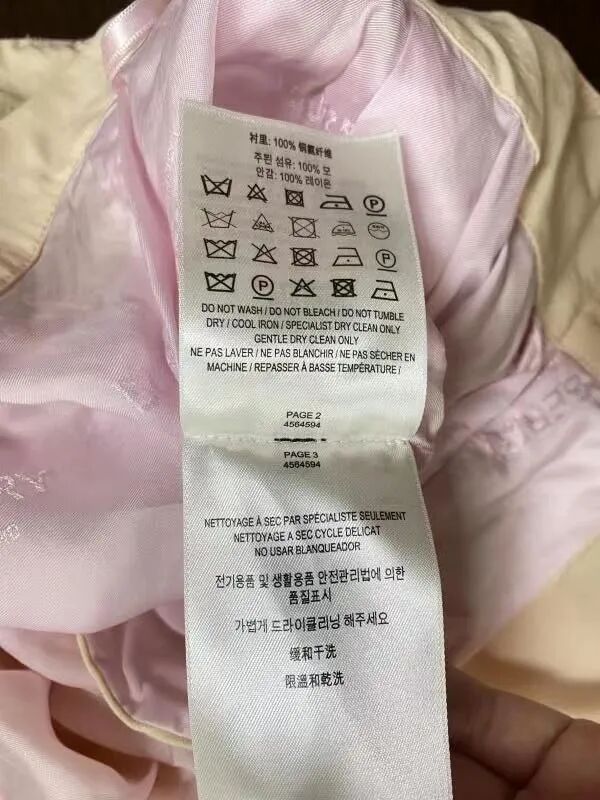 衬里: 100% 铜氨纤维
주된 섬유: 100% 모
안감: 100% 레이온
P
P
P
DO NOT WASH / DO NOT BLEACH / DO NOT TUMBLE
DRY / COOL IRON / SPECIALIST DRY CLEAN ONLY
GENTLE DRY CLEAN ONLY
NE PAS LAVER / NE PAS BLANCHIR / NE PAS SÉCHER EN
MACHINE / REPASSER À BASSE TEMPÉRATURE /
PAGE 2
4564594
PAGE 3
4564594
NETTOYAGE À SEC PAR SPÉCIALISTE SEULEMENT
NETTOYAGE A SEC CYCLE DELICAT
NO USAR BLANQUEADOR
전기용품 및 생활용품 안전관리법에 의한
품질표시
가볍게 드라이클리닝 해주세요
缓和干洗
限溫和乾洗